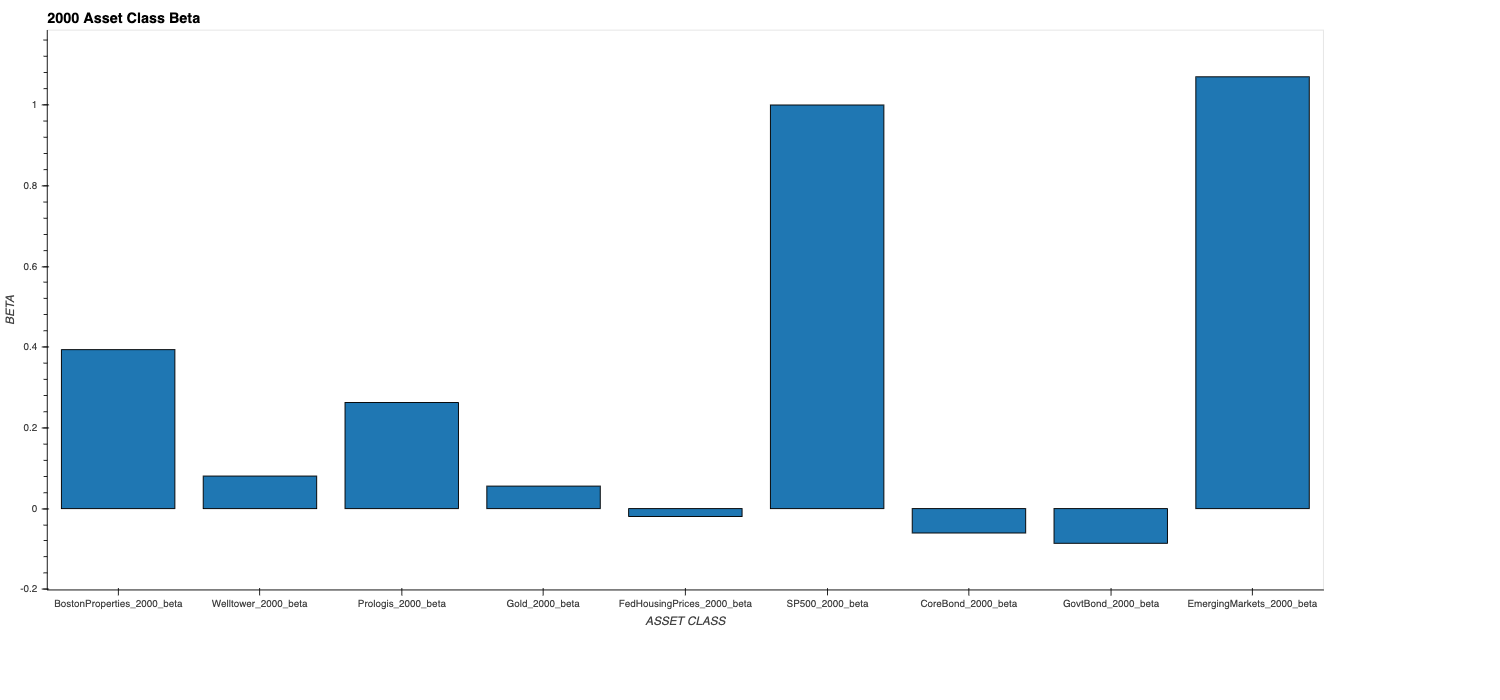 2000 Asset Class Beta
BETA
1
0.8
0.6
0.4
0.2
0
-0.2
BostonProperties_2000_beta Welltower_2000_beta Prologis_2000_beta Gold_2000_beta FedHousingPrices_2000_beta SP500_2000_beta CoreBond_2000_beta GovtBond_2000_beta EmergingMarkets_2000_beta
ASSET CLASS